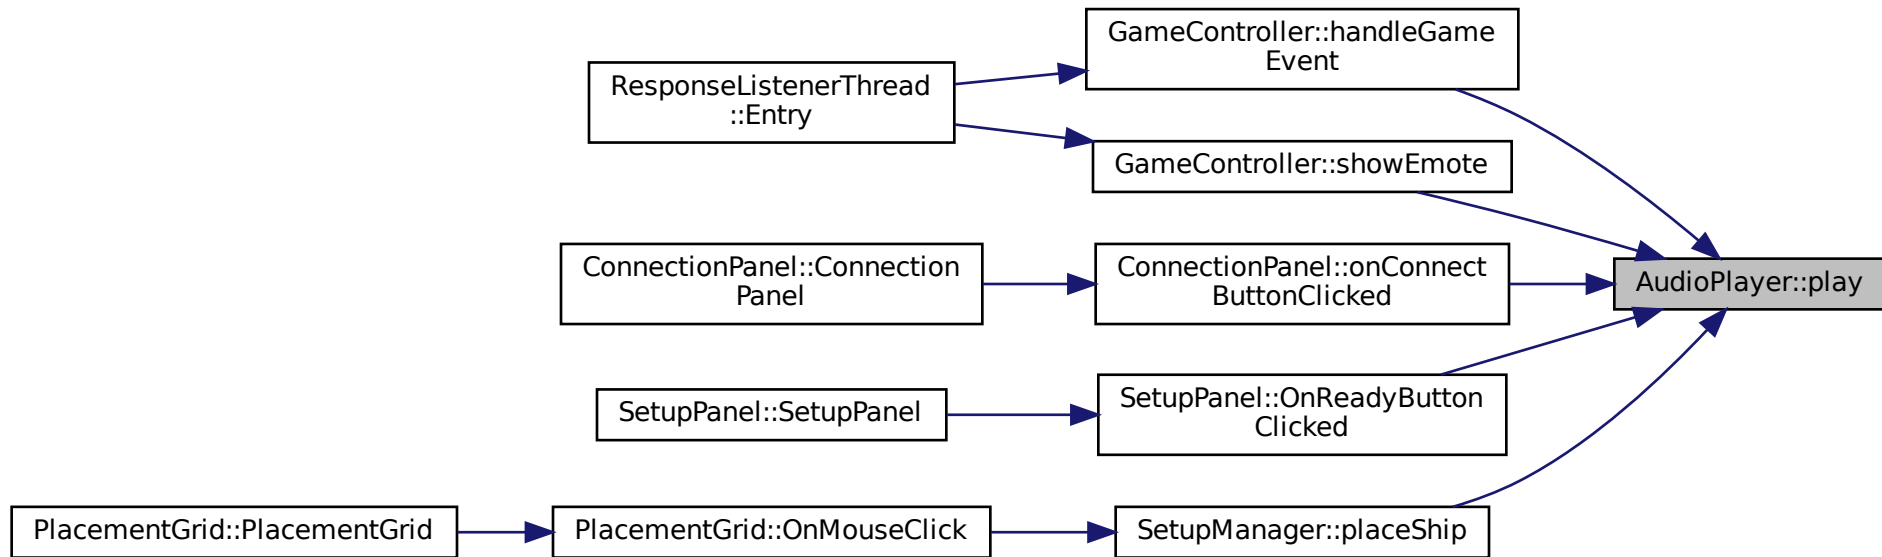 GameController::handleGame
Event
ResponseListenerThread
::Entry
GameController::showEmote
ConnectionPanel::Connection
Panel
ConnectionPanel::onConnect
ButtonClicked
AudioPlayer::play
SetupPanel::SetupPanel
SetupPanel::OnReadyButton
Clicked
PlacementGrid::PlacementGrid
PlacementGrid::OnMouseClick
SetupManager::placeShip